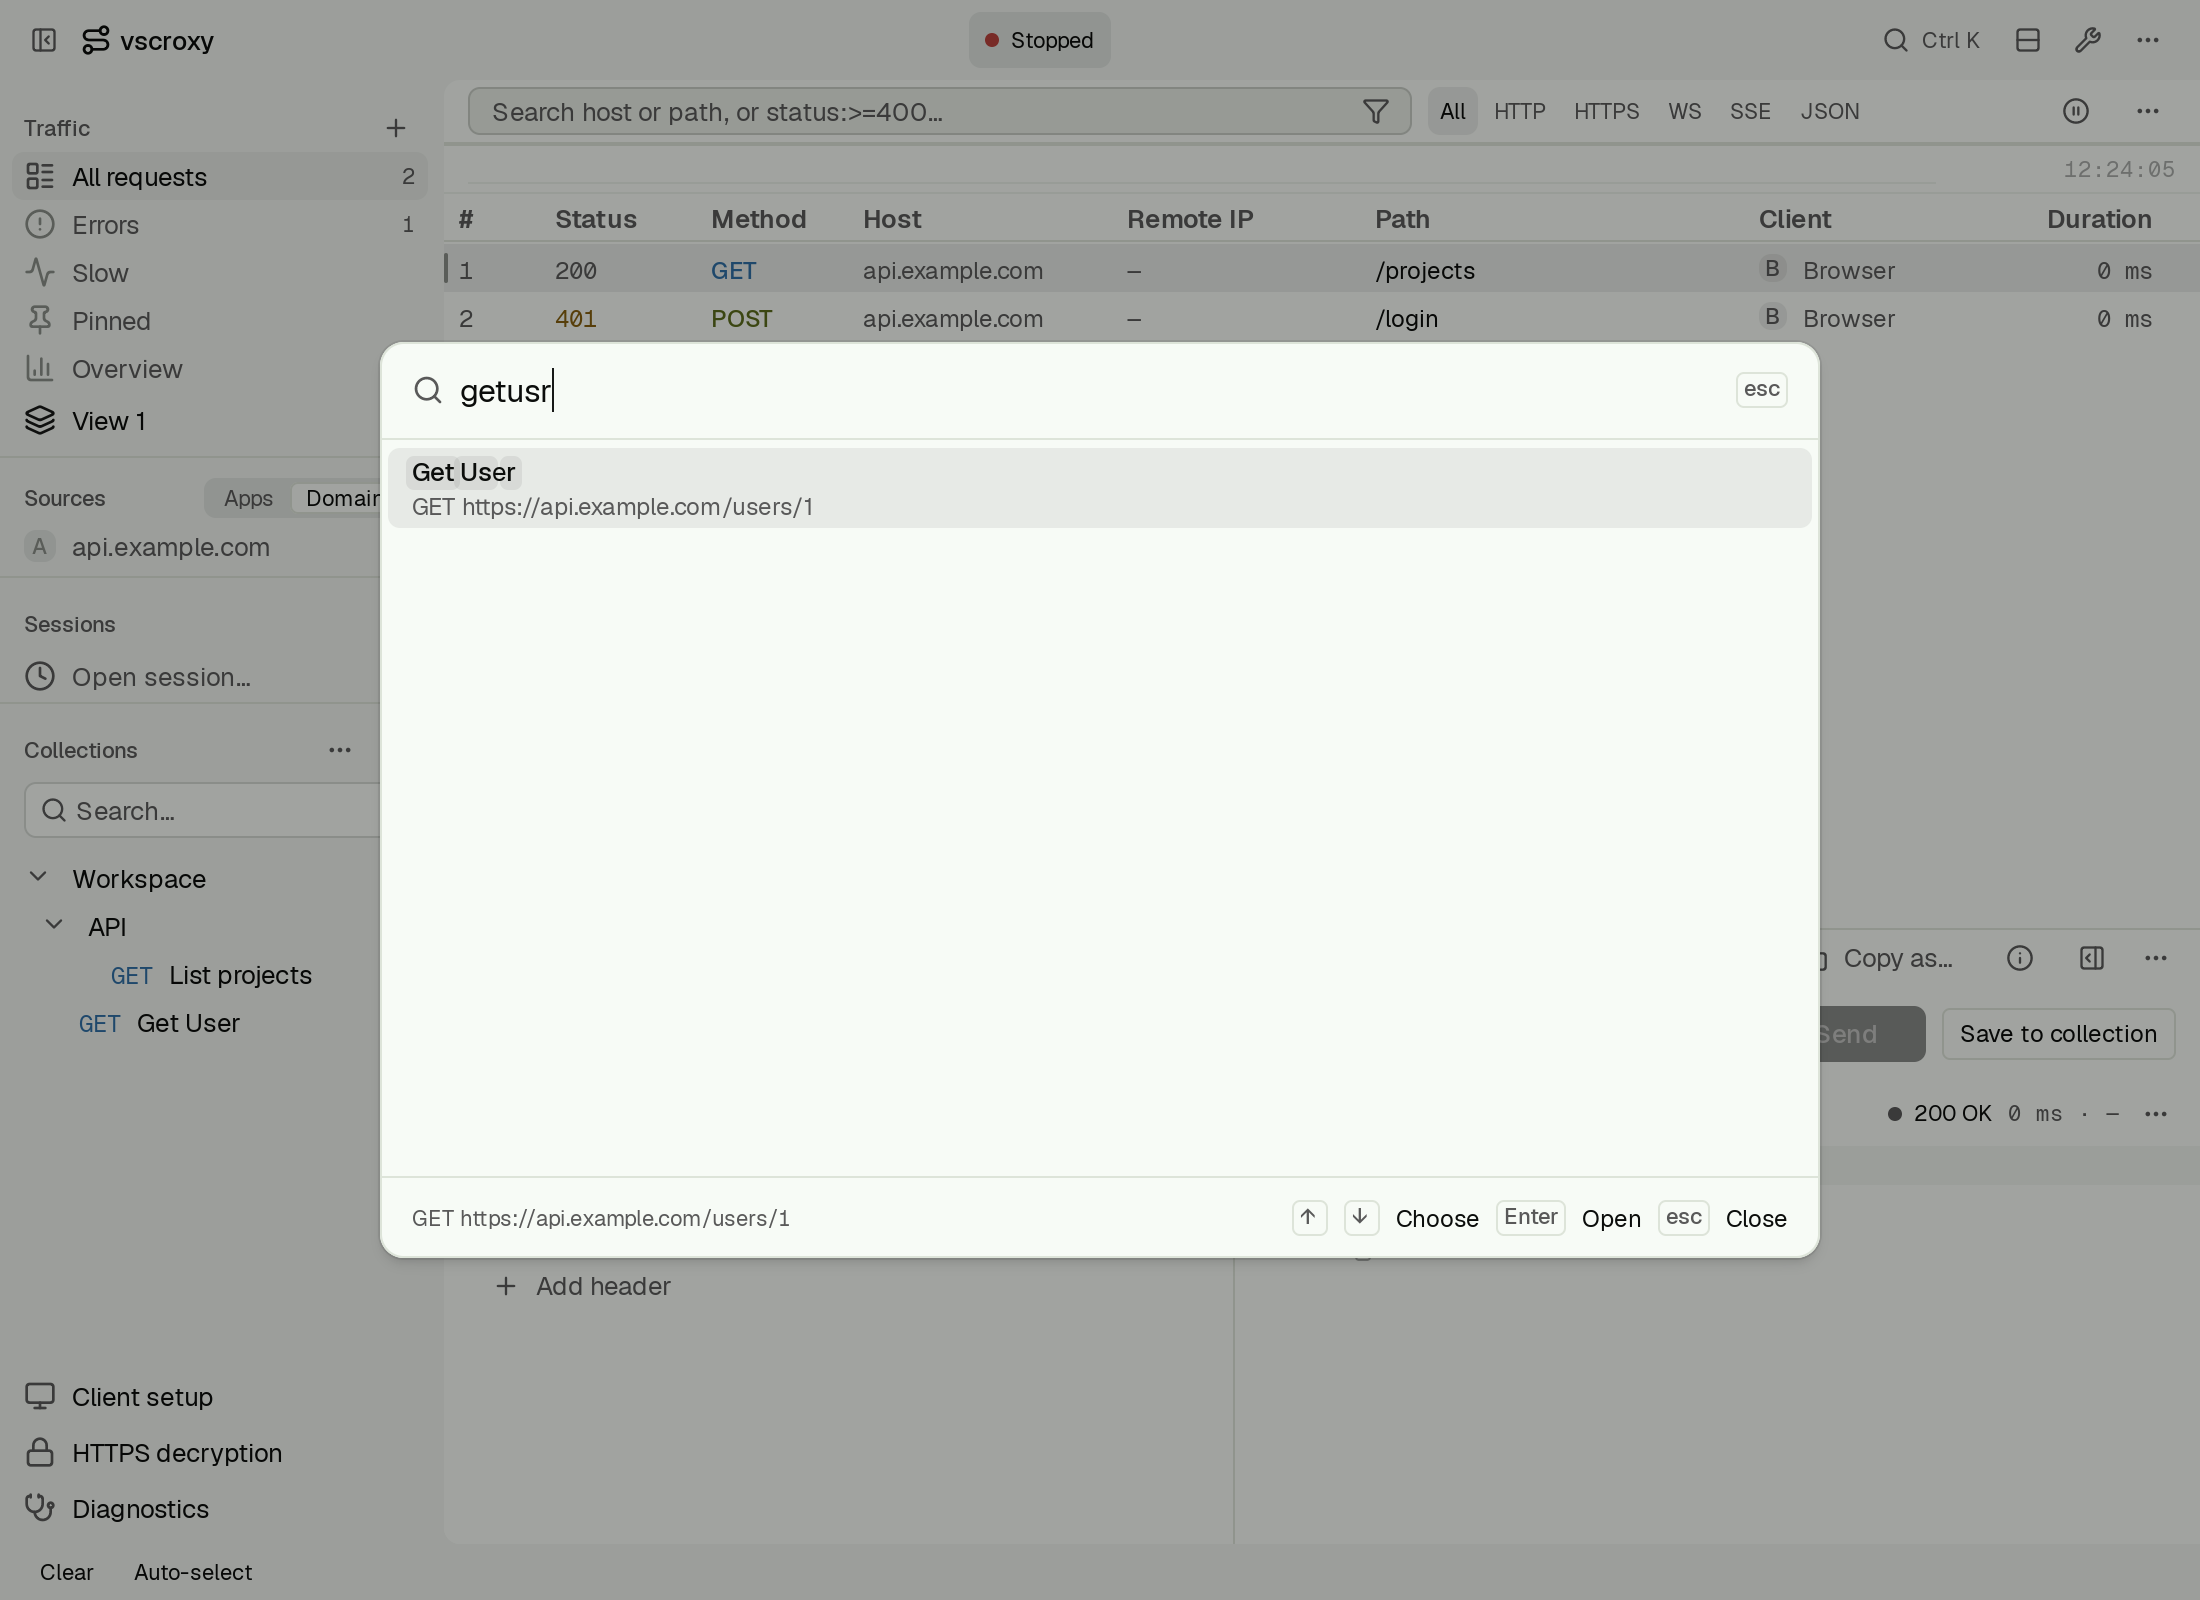 vscroxy
Stopped
Ctrl K
Traffic
All requests 2
Errors 1
Slow
Pinned
Overview
View 1
Sources Apps
api.example.com
A
Sessions
Open session...
Collections
Search...
Workspace
API
GET List projects
GET Get User
Client setup
HTTPS decryption
Diagnostics
Clear Auto-select
Search host or path, or status:>=400...
All HTTP HTTPS WS SSE JSON
12:24:05
# Status Method Host Remote IP Path Client Duration
1 200 GET api.example.com – /projects B Browser 0 ms
2 401 POST api.example.com – /login B Browser 0 ms
getusr esc
Get User
GET https://api.example.com/users/1
GET https://api.example.com/users/1 ↑ ↓ Choose Enter Open esc Close
Copy as...
Send Save to collection
200 OK 0 ms · –
Add header